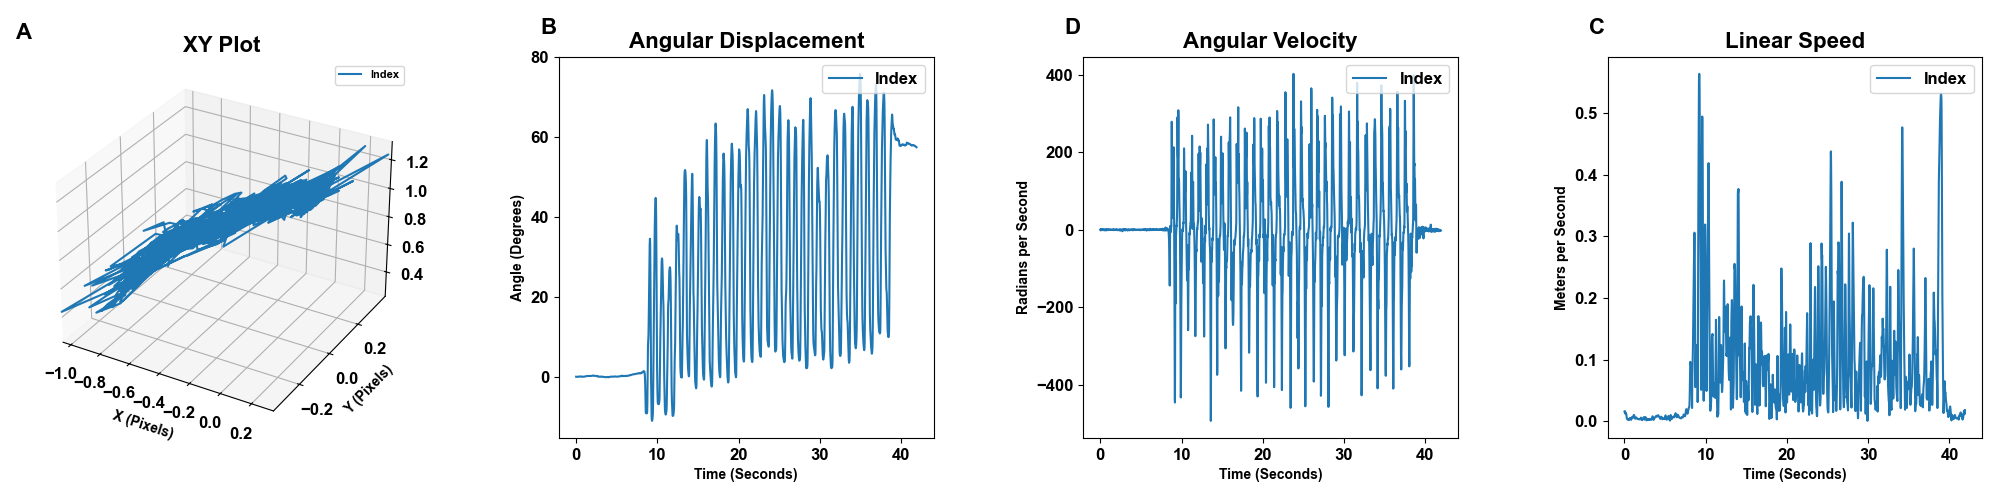 A
XY Plot
Index
1.2
1.0
0.8
0.6
0.4
0.2
0.0
−0.2
Y (Pixels)
−1.0
−0.8
−0.6
−0.4
−0.2
0.0
0.2
X (Pixels)
B
Angular Displacement
Index
80
60
40
20
0
Angle (Degrees)
0 10 20 30 40
Time (Seconds)
D
Angular Velocity
Index
400
200
0
−200
−400
Radians per Second
0 10 20 30 40
Time (Seconds)
C
Linear Speed
Index
0.5
0.4
0.3
0.2
0.1
0.0
Meters per Second
0 10 20 30 40
Time (Seconds)